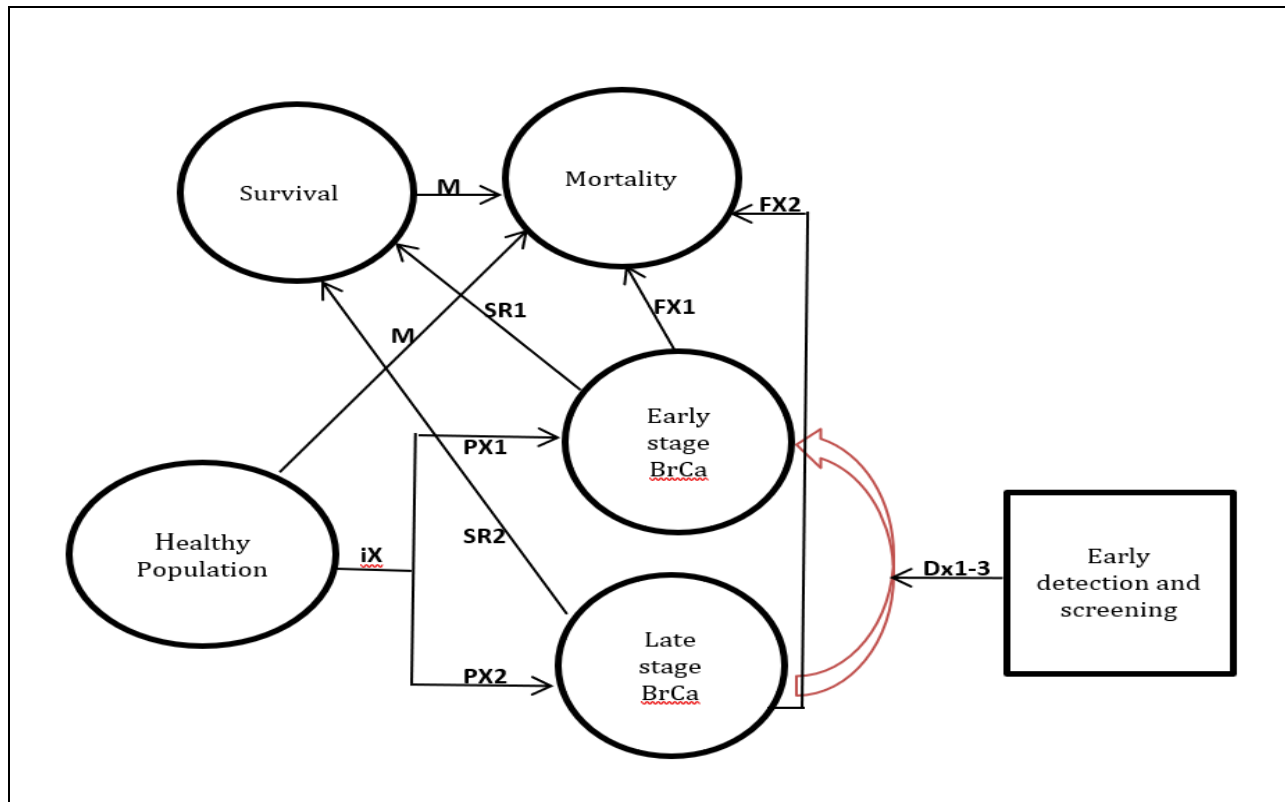 Survival
M
Mortality
FX2
SR1
FX1
M
Early
stage
BrCa
PX1
Healthy
Population
iX
SR2
Dx1-3
Early
detection and
screening
Late
stage
BrCa
PX2